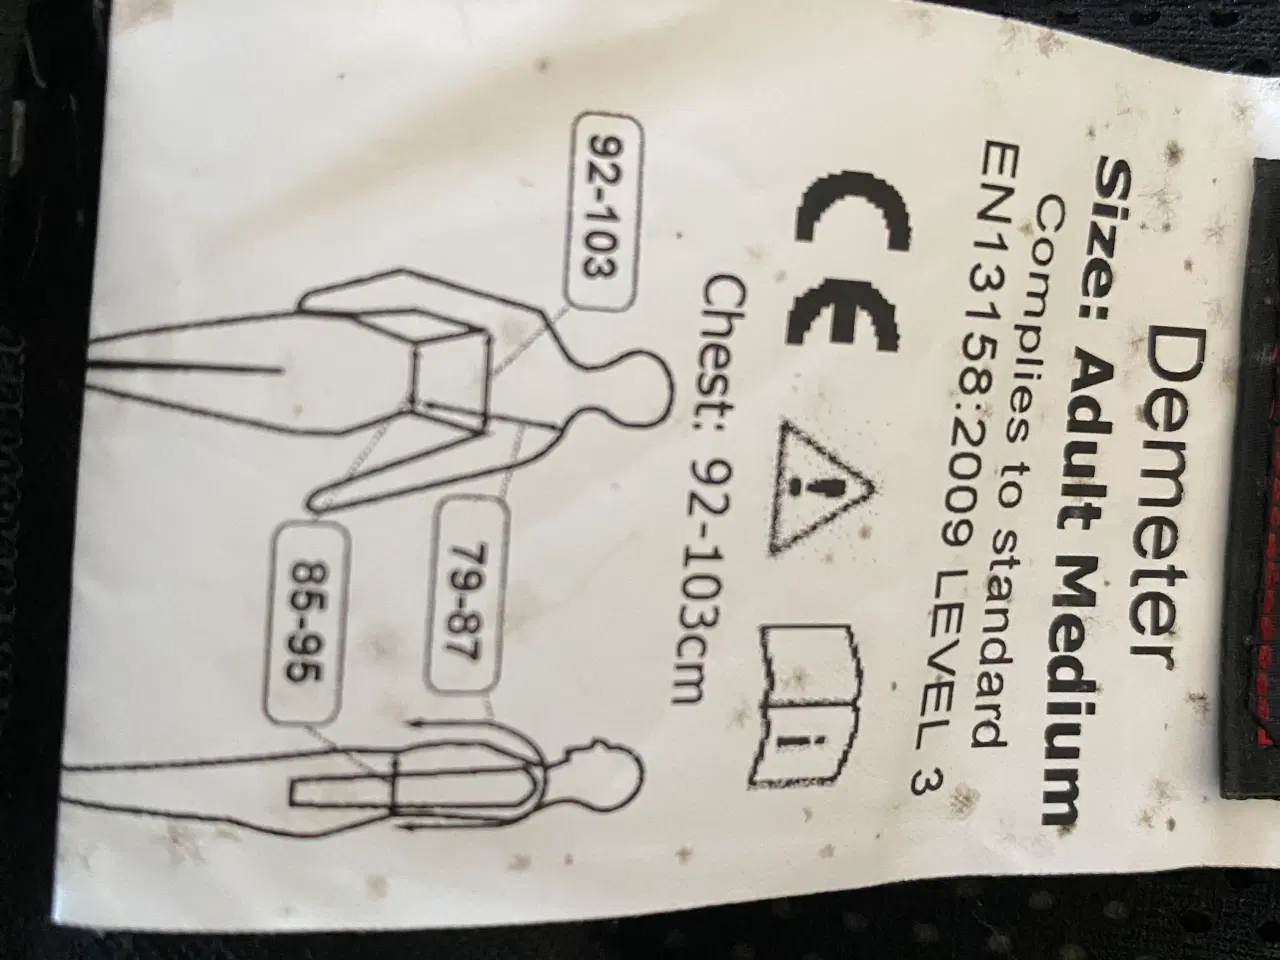 Demeter
Size: Adult Medium
Complies to standard
EN13158:2009 LEVEL 3
CE
i
Chest: 92-103cm
92-103
79-87
85-95